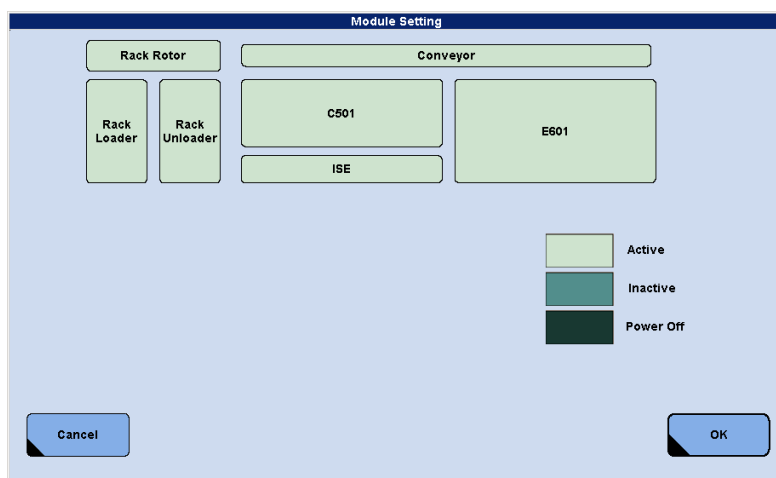 Module Setting
Rack Rotor
Conveyor
Rack
Loader
Rack
Unloader
C501
E601
ISE
Active
Inactive
Power Off
Cancel
OK